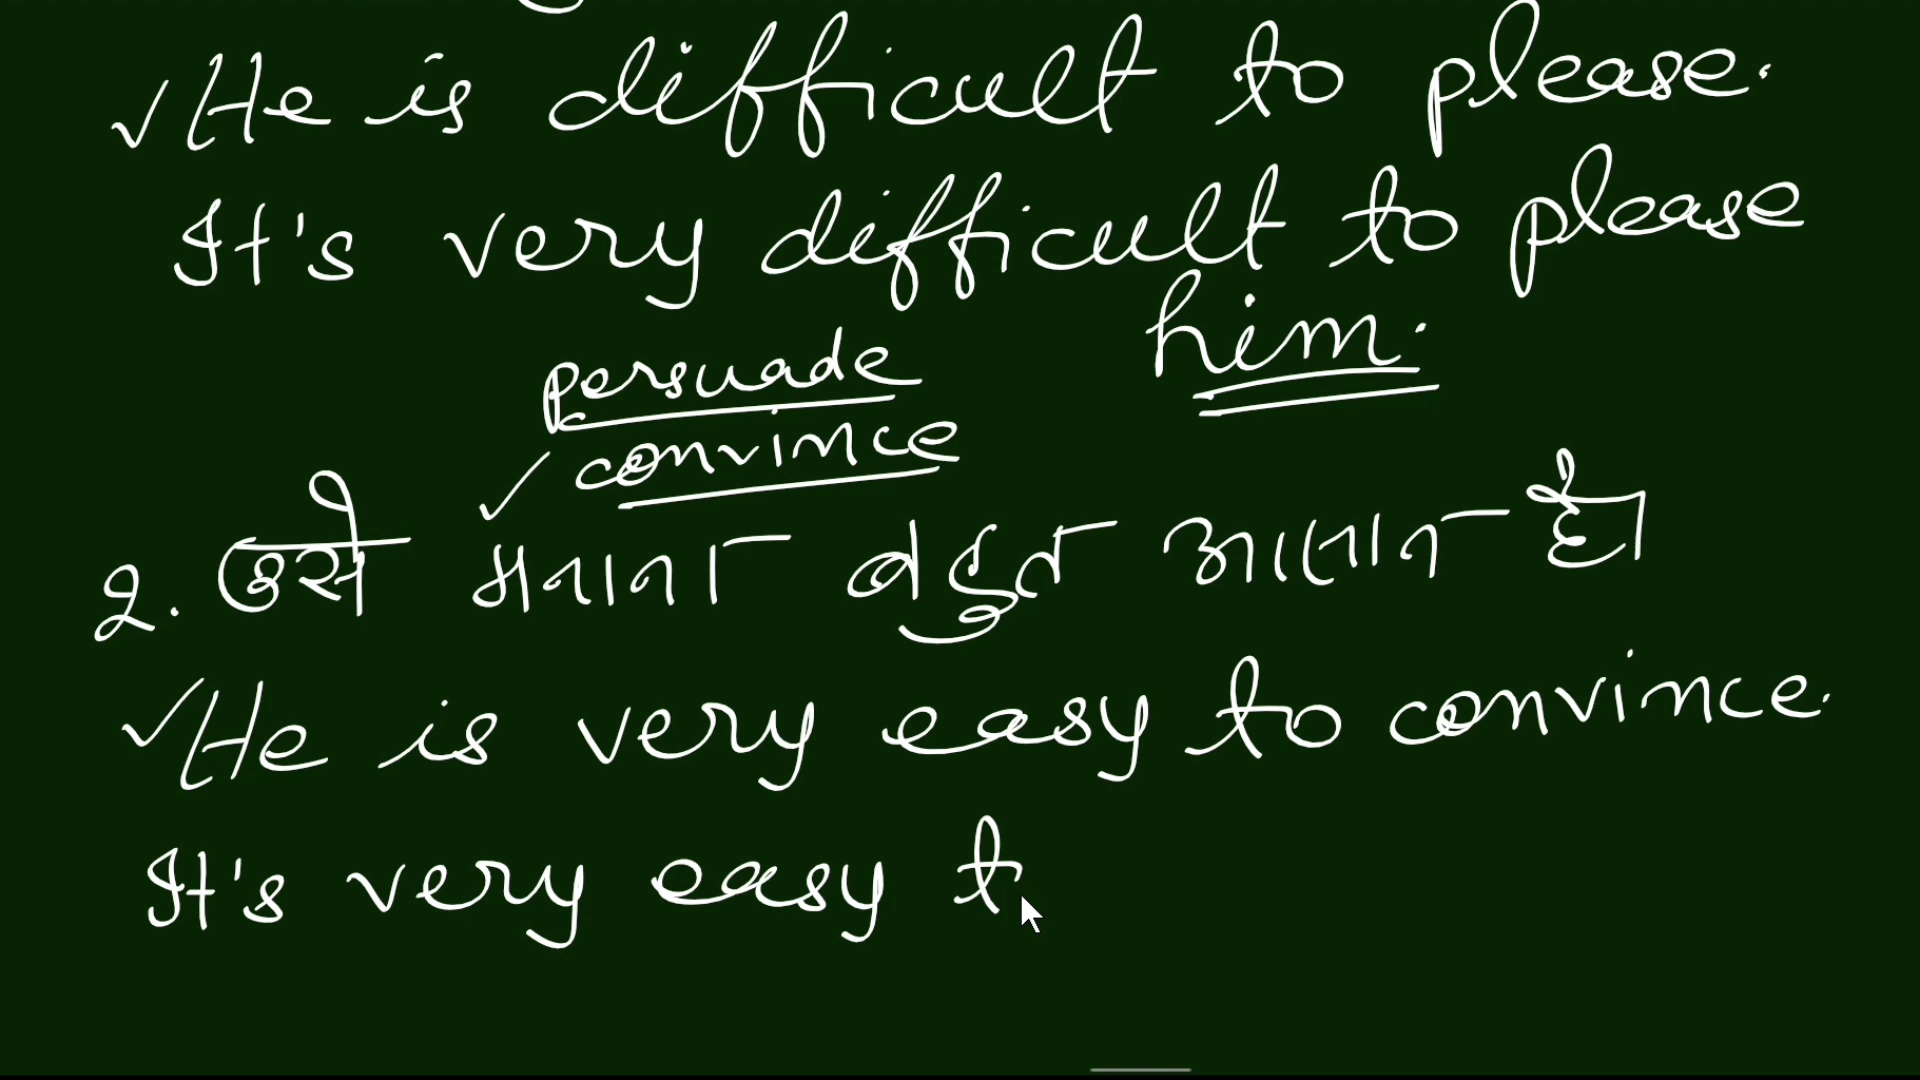 ✓He is difficult to please.
It's very difficult to please
him.
persuade
✓convince
2. उसे मनाना बहुत आसान है।
✓He is very easy to convince.
It's very easy t